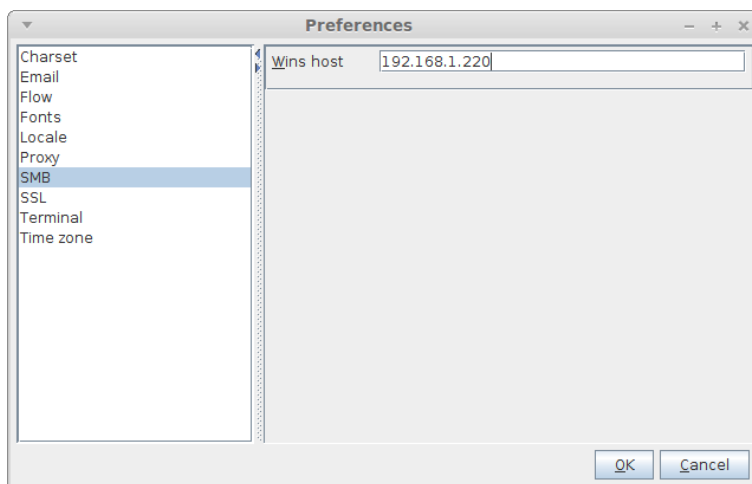 Preferences
Charset
Email
Flow
Fonts
Locale
Proxy
SMB
SSL
Terminal
Time zone
Wins host 192.168.1.220
OK Cancel